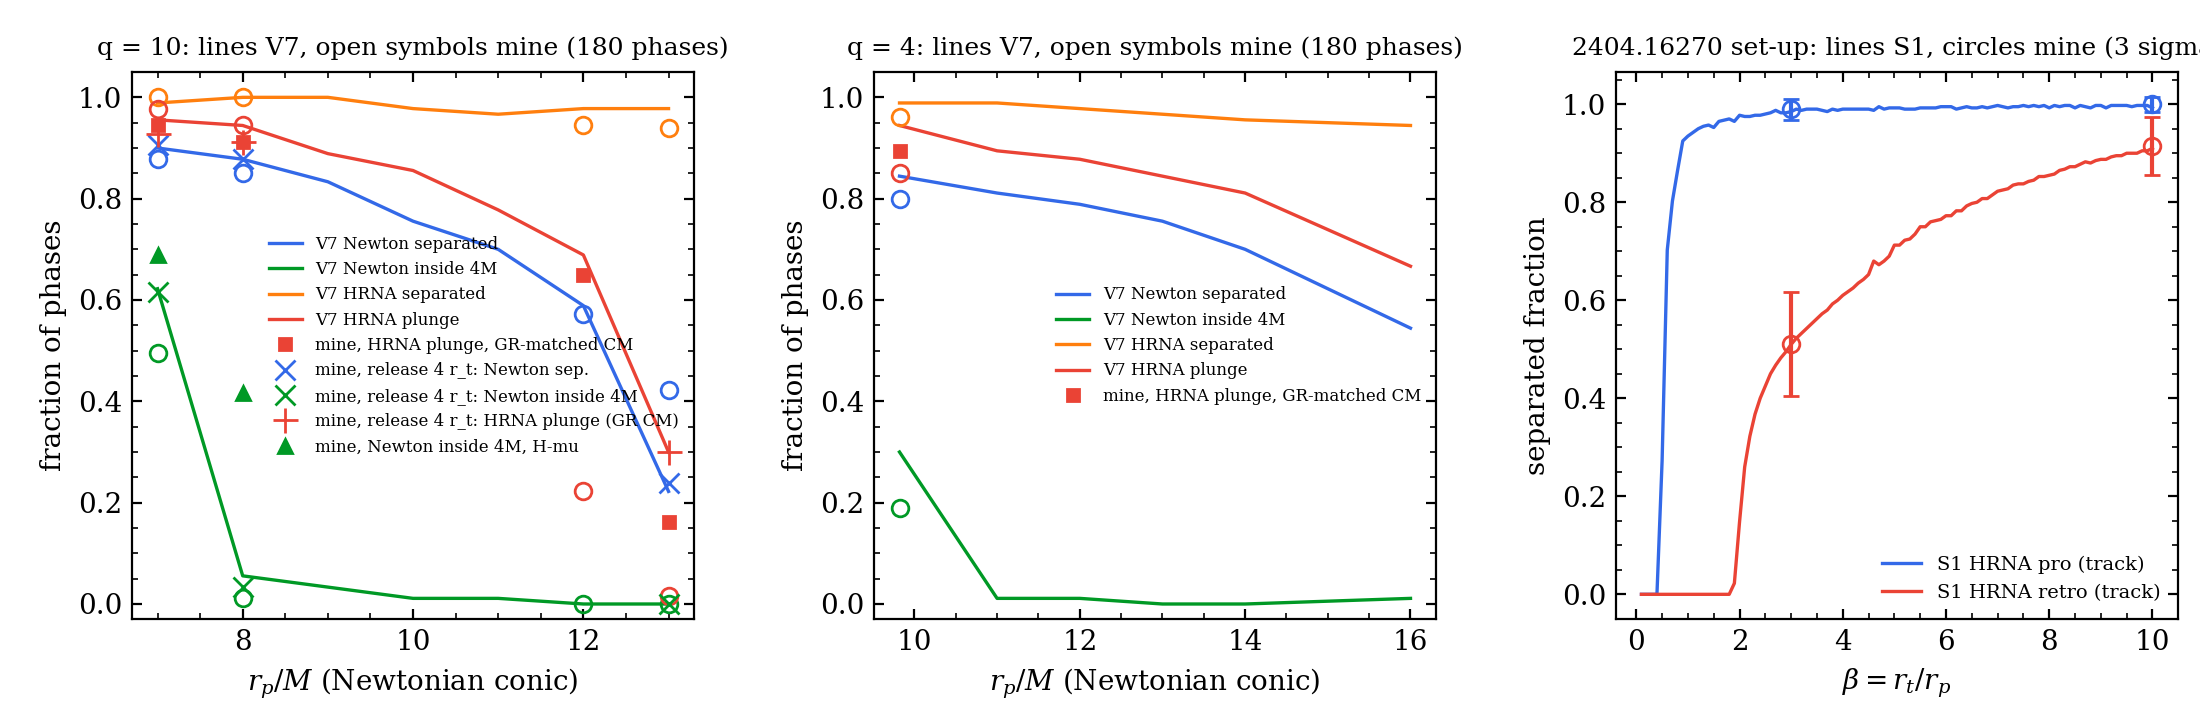 q = 10: lines V7, open symbols mine (180 phases)
1.0
0.8
0.6
0.4
0.2
0.0
fraction of phases
V7 Newton separated
V7 Newton inside 4M
V7 HRNA separated
V7 HRNA plunge
mine, HRNA plunge, GR-matched CM
mine, release 4 r_t: Newton sep.
mine, release 4 r_t: Newton inside 4M
mine, release 4 r_t: HRNA plunge (GR CM)
mine, Newton inside 4M, H-mu
8 10 12
r_p/M (Newtonian conic)
q = 4: lines V7, open symbols mine (180 phases)
1.0
0.8
0.6
0.4
0.2
0.0
fraction of phases
V7 Newton separated
V7 Newton inside 4M
V7 HRNA separated
V7 HRNA plunge
mine, HRNA plunge, GR-matched CM
10 12 14 16
r_p/M (Newtonian conic)
2404.16270 set-up: lines S1, circles mine (3 sigma
1.0
0.8
0.6
0.4
0.2
0.0
separated fraction
S1 HRNA pro (track)
S1 HRNA retro (track)
0 2 4 6 8 10
β = r_t/r_p